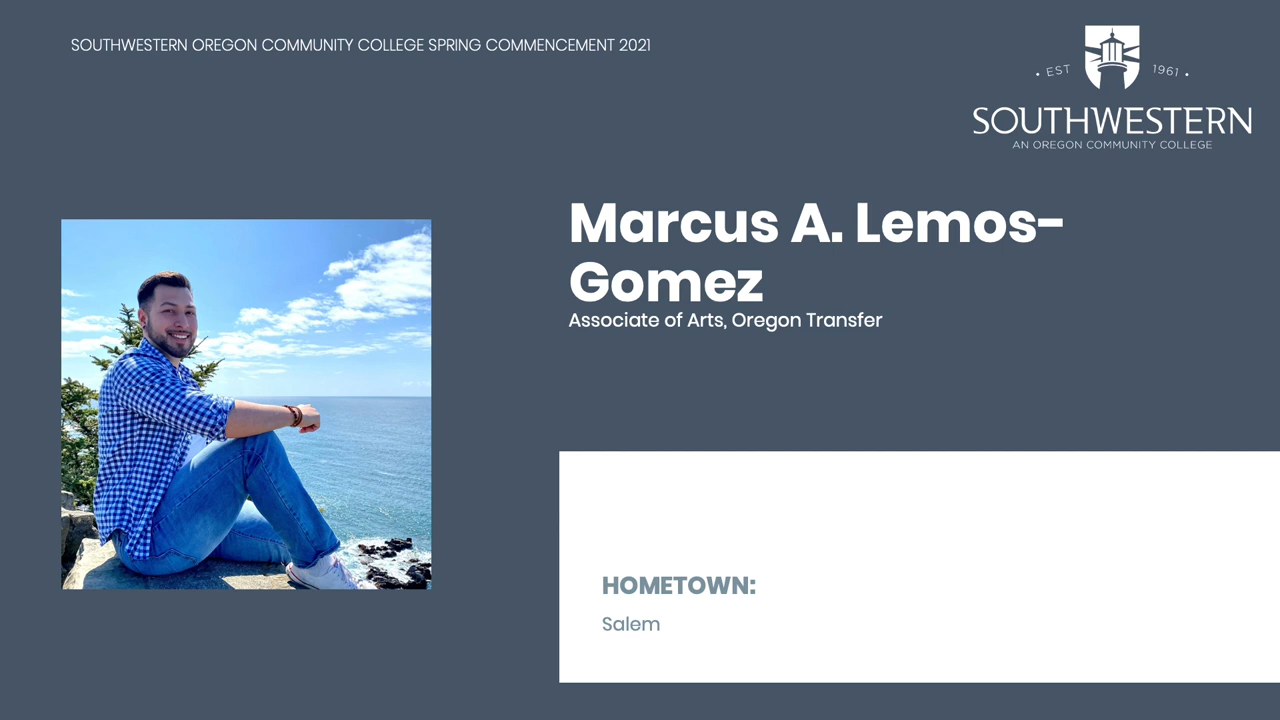 SOUTHWESTERN OREGON COMMUNITY COLLEGE SPRING COMMENCEMENT 2021
• EST 1961 •
SOUTHWESTERN
AN OREGON COMMUNITY COLLEGE
Marcus A. Lemos-
Gomez
Associate of Arts, Oregon Transfer
HOMETOWN:
Salem